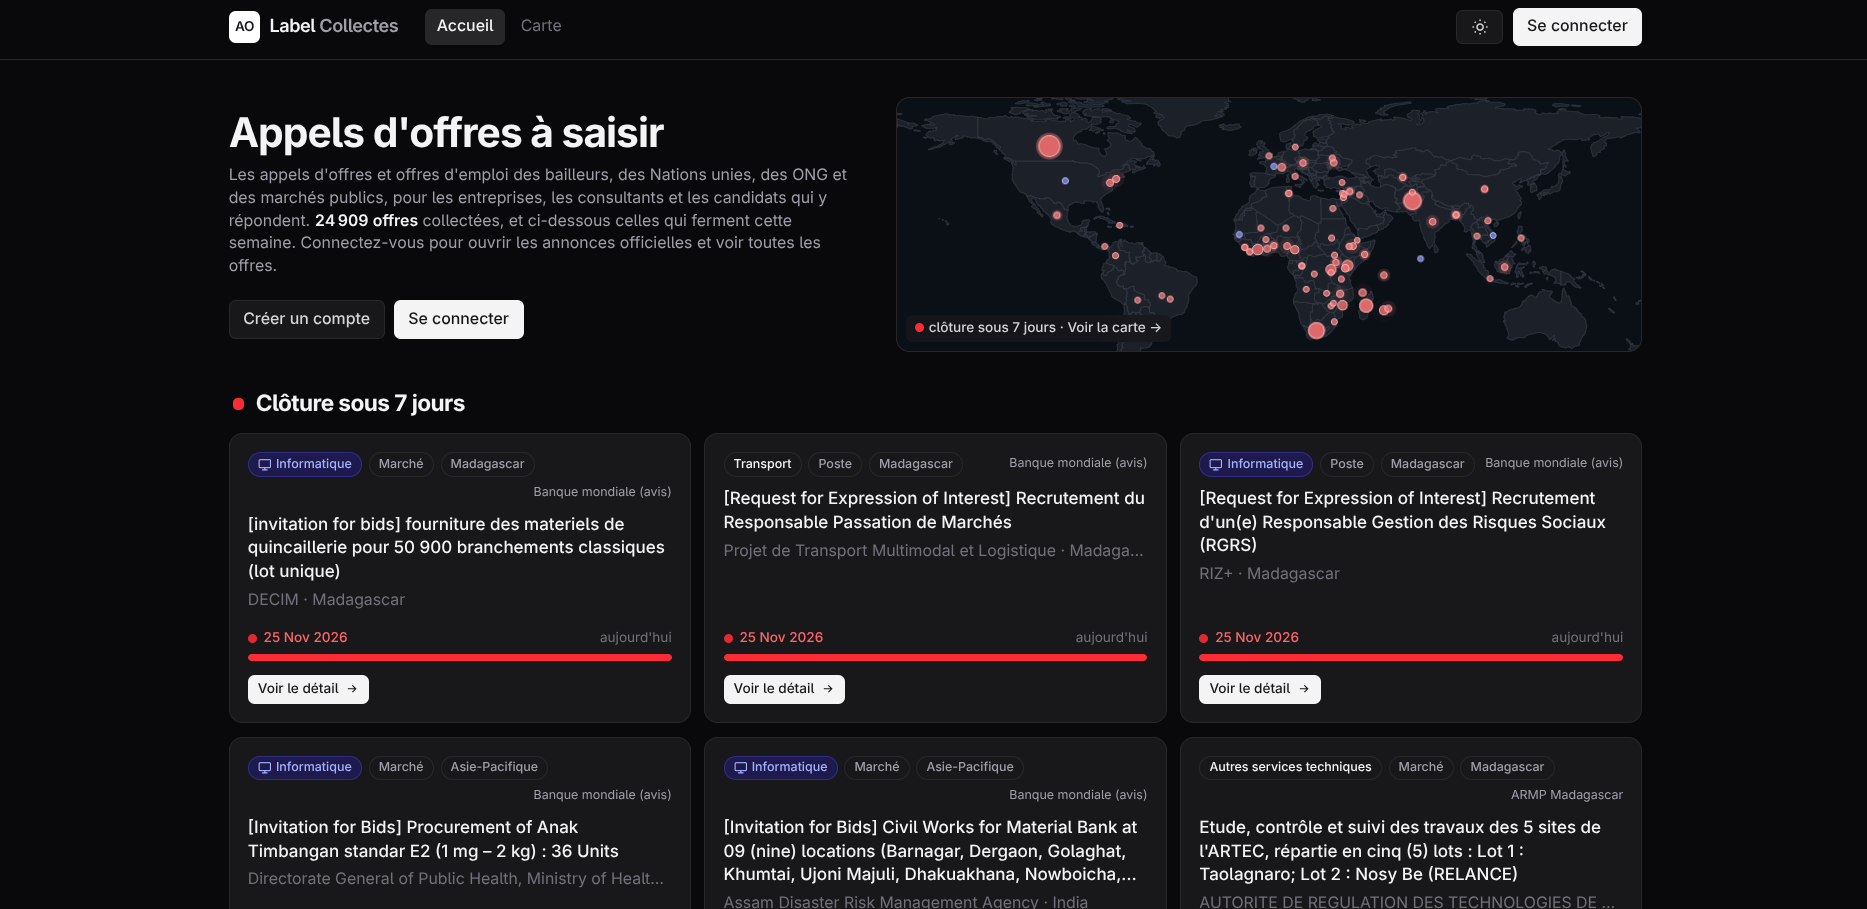 AO Label Collectes Accueil Carte Se connecter
Appels d'offres à saisir
Les appels d'offres et offres d'emploi des bailleurs, des Nations unies, des ONG et
des marchés publics, pour les entreprises, les consultants et les candidats qui y
répondent. 24 909 offres collectées, et ci-dessous celles qui ferment cette
semaine. Connectez-vous pour ouvrir les annonces officielles et voir toutes les
offres.
Créer un compte Se connecter
clôture sous 7 jours · Voir la carte →
Clôture sous 7 jours
Informatique Marché Madagascar
Banque mondiale (avis)
[invitation for bids] fourniture des materiels de
quincaillerie pour 50 900 branchements classiques
(lot unique)
DECIM · Madagascar
25 Nov 2026 aujourd'hui
Voir le détail →
Transport Poste Madagascar Banque mondiale (avis)
[Request for Expression of Interest] Recrutement du
Responsable Passation de Marchés
Projet de Transport Multimodal et Logistique · Madaga...
25 Nov 2026 aujourd'hui
Voir le détail →
Informatique Poste Madagascar Banque mondiale (avis)
[Request for Expression of Interest] Recrutement
d'un(e) Responsable Gestion des Risques Sociaux
(RGRS)
RIZ+ · Madagascar
25 Nov 2026 aujourd'hui
Voir le détail →
Informatique Marché Asie-Pacifique
Banque mondiale (avis)
[Invitation for Bids] Procurement of Anak
Timbangan standar E2 (1 mg – 2 kg) : 36 Units
Directorate General of Public Health, Ministry of Healt...
Informatique Marché Asie-Pacifique
Banque mondiale (avis)
[Invitation for Bids] Civil Works for Material Bank at
09 (nine) locations (Barnagar, Dergaon, Golaghat,
Khumtai, Ujoni Majuli, Dhakuakhana, Nowboicha,...
Assam Disaster Risk Management Agency · India
Autres services techniques Marché Madagascar
ARMP Madagascar
Etude, contrôle et suivi des travaux des 5 sites de
l'ARTEC, répartie en cinq (5) lots : Lot 1 :
Taolagnaro; Lot 2 : Nosy Be (RELANCE)
AUTORITE DE REGULATION DES TECHNOLOGIES DE ...